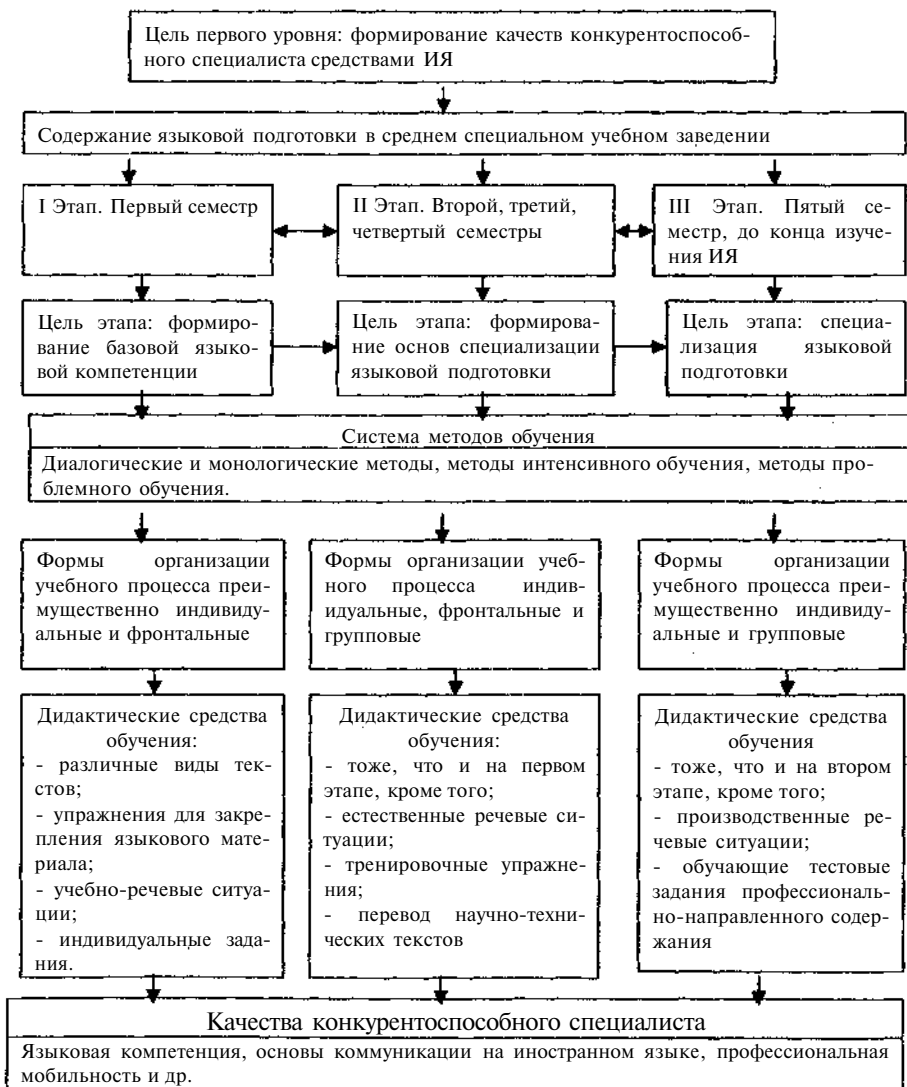 Цель первого уровня: формирование качеств конкурентоспособ-
ного специалиста средствами ИЯ
Содержание языковой подготовки в среднем специальном учебном заведении
I Этап. Первый семестр
II Этап. Второй, третий,
четвертый семестры
III Этап. Пятый се-
местр, до конца изуче-
ния ИЯ
Цель этапа: формиро-
вание базовой языко-
вой компетенции
Цель этапа: формирова-
ние основ специализации
языковой подготовки
Цель этапа: специа-
лизация языковой
подготовки
Система методов обучения
Диалогические и монологические методы, методы интенсивного обучения, методы про-
блемного обучения.
Формы организации
учебного процесса преи-
мущественно индивиду-
альные и фронтальные
Формы организации учеб-
ного процесса индив-
идуальные, фронтальные и
групповые
Формы организации
учебного процесса преи-
мущественно индивиду-
альные и групповые
Дидактические средства
обучения:
- различные виды тек-
стов;
- упражнения для закре-
пления языкового мате-
риала;
- учебно-речевые ситуа-
ции;
- индивидуальные зада-
ния.
Дидактические средства
обучения:
- тоже, что и на первом
этапе, кроме того;
- естественные речевые си-
туации;
- тренировочные упражне-
ния;
- перевод научно-техни-
ческих текстов
Дидактические средства
обучения
- тоже, что и на втором
этапе, кроме того;
- производственные ре-
чевые ситуации;
- обучающие тестовые
задания профессиональ-
но-направленного содер-
жания
Качества конкурентоспособного специалиста
Языковая компетенция, основы коммуникации на иностранном языке, профессиональная
мобильность и др.